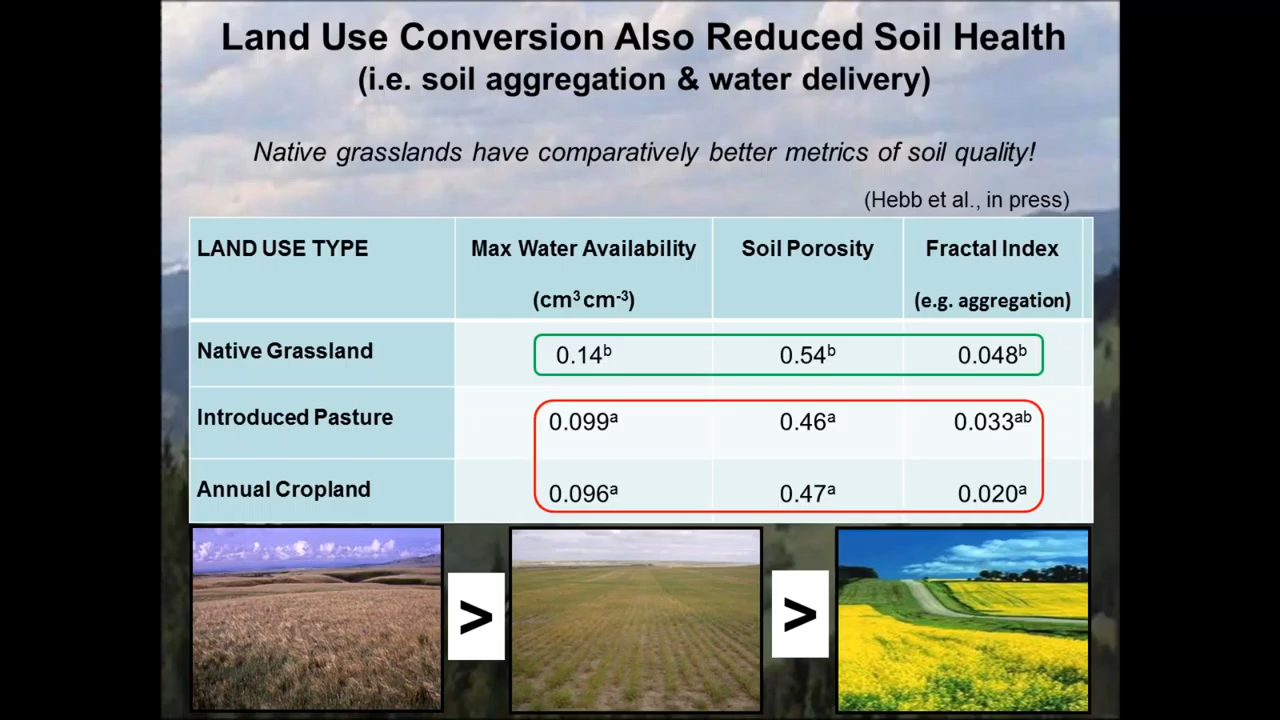 Land Use Conversion Also Reduced Soil Health
(i.e. soil aggregation & water delivery)
Native grasslands have comparatively better metrics of soil quality!
(Hebb et al., in press)
LAND USE TYPE Max Water Availability Soil Porosity Fractal Index
(cm³ cm⁻³) (e.g. aggregation)
Native Grassland 0.14ᵇ 0.54ᵇ 0.048ᵇ
Introduced Pasture 0.099ᵃ 0.46ᵃ 0.033ᵃᵇ
Annual Cropland 0.096ᵃ 0.47ᵃ 0.020ᵃ
> >